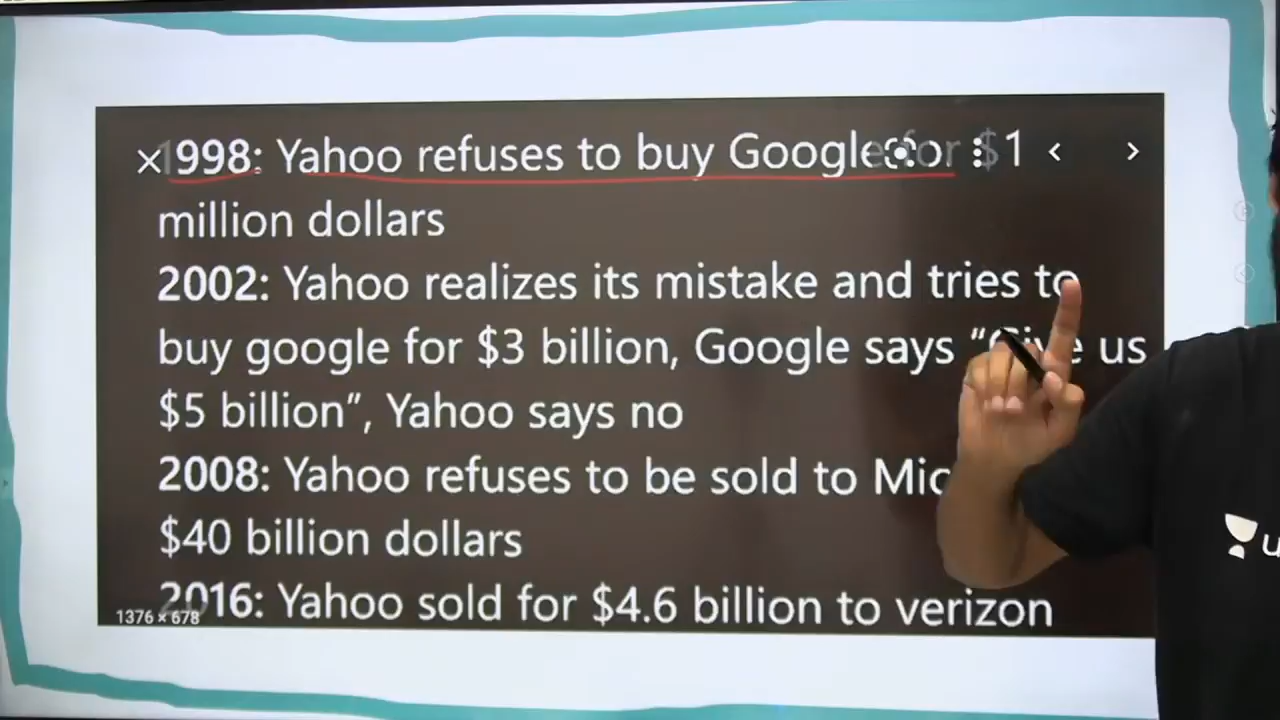 1998: Yahoo refuses to buy Google for $1
million dollars
2002: Yahoo realizes its mistake and tries to
buy google for $3 billion, Google says “Give us
$5 billion”, Yahoo says no
2008: Yahoo refuses to be sold to
$40 billion dollars
2016: Yahoo sold for $4.6 billion to verizon
1376 × 678